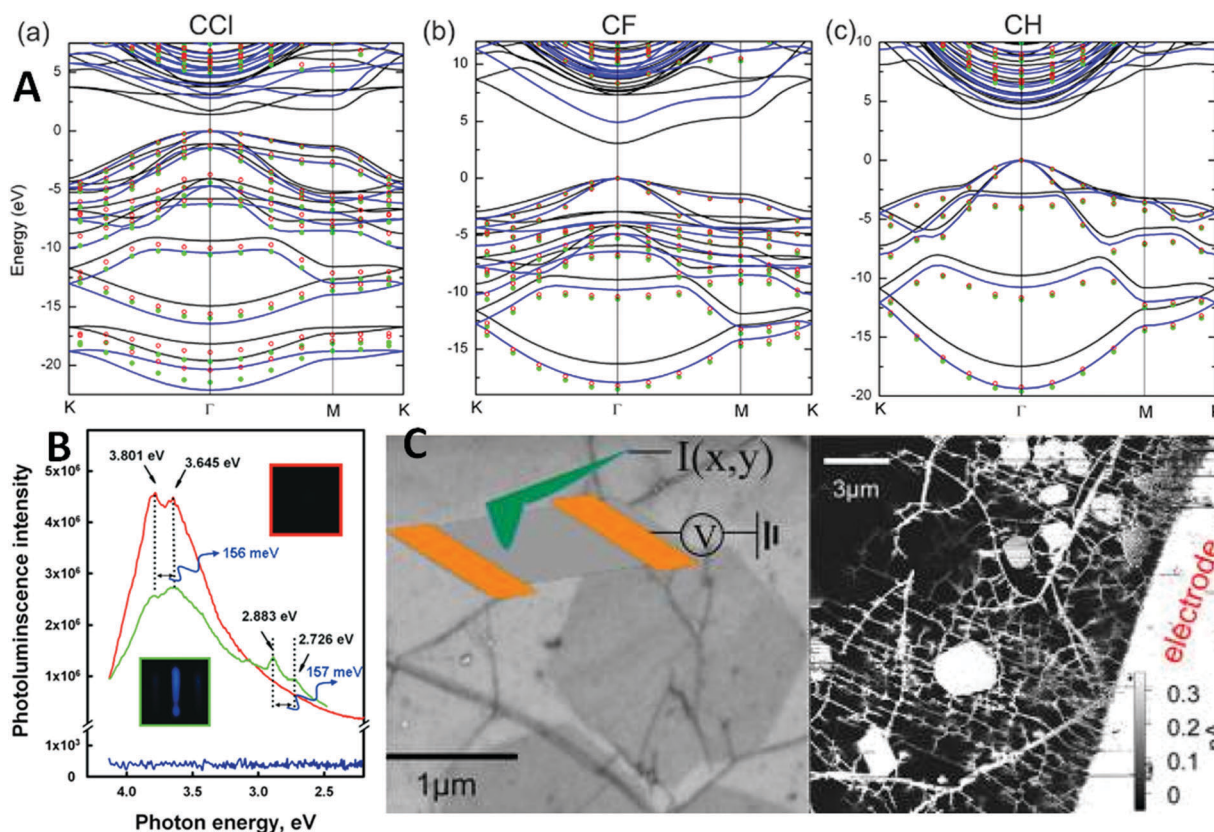 (a) CCl (b) CF (c) CH
A
Energy (eV)
5
0
-5
-10
-15
-20
K Γ M K
10
5
0
-5
-10
-15
K Γ M K
10
5
0
-5
-10
-15
-20
K Γ M K
B
Photoluminescence intensity
5x10⁶
4x10⁶
3x10⁶
2x10⁶
1x10⁶
1x10³
0
3.801 eV
3.645 eV
156 meV
2.883 eV
2.726 eV
157 meV
4.0 3.5 3.0 2.5
Photon energy, eV
C
I(x,y)
V
1μm
3μm
electrode
0.3
0.2
0.1
0